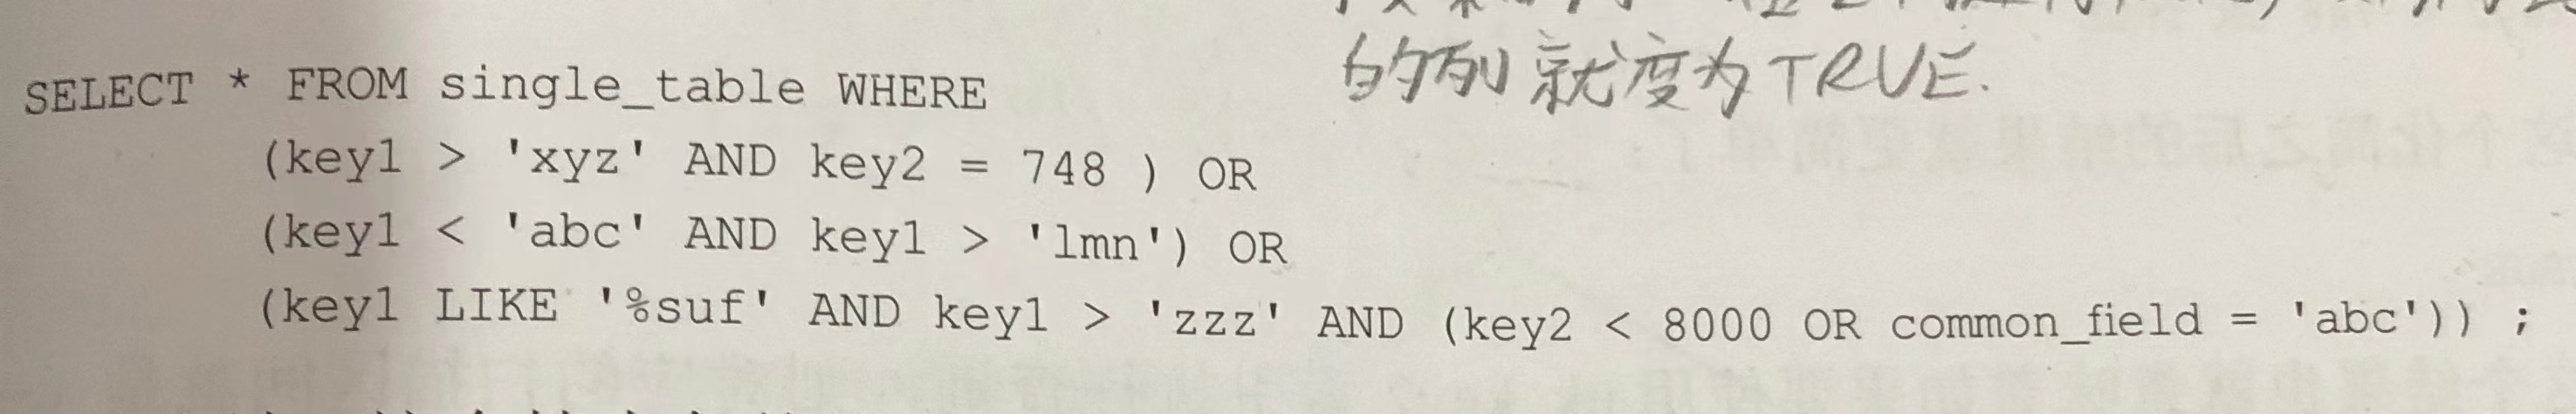 的列就变为TRUE.
SELECT * FROM single_table WHERE
(key1 > 'xyz' AND key2 = 748 ) OR
(key1 < 'abc' AND key1 > 'lmn') OR
(key1 LIKE '%suf' AND key1 > 'zzz' AND (key2 < 8000 OR common_field = 'abc')) ;